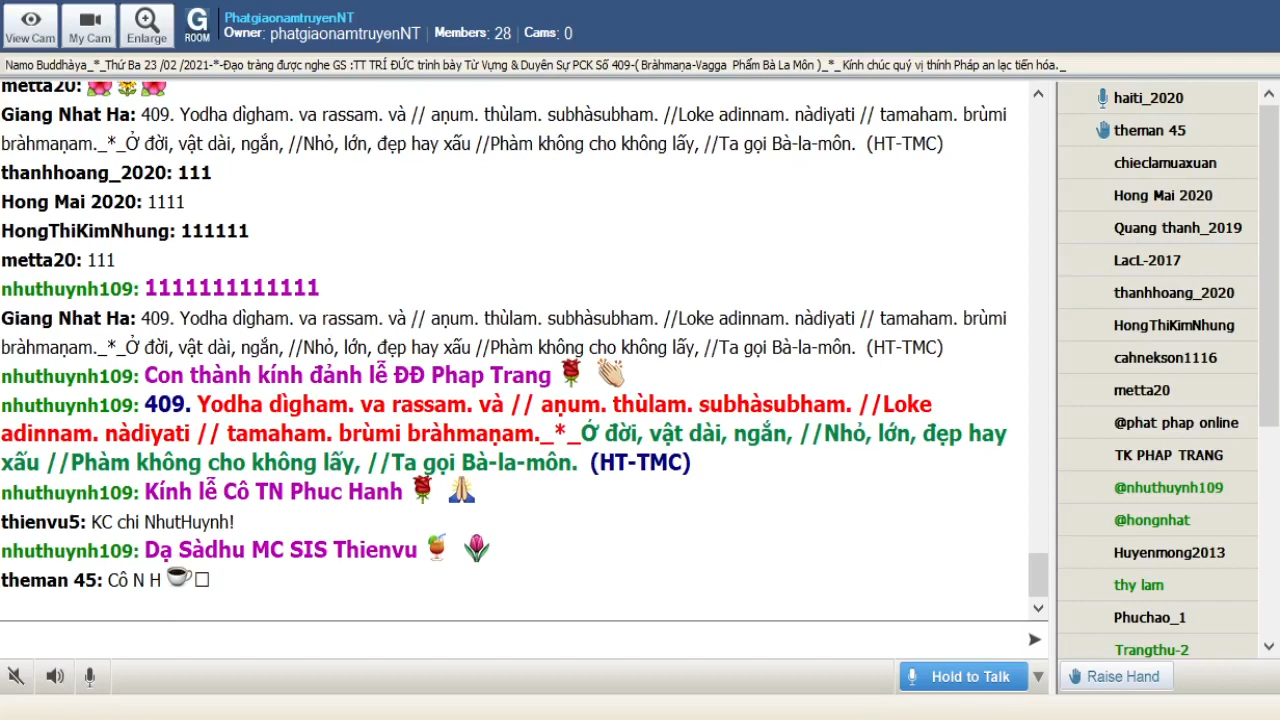 View Cam
My Cam
Enlarge
G
ROOM
PhatgiaonamtruyenNT
Owner: phatgiaonamtruyenNT | Members: 28 | Cams: 0
Namo Buddhàya_*_Thứ Ba 23 /02 /2021-*-Đạo tràng được nghe GS :TT TRÍ ĐỨC trình bày Từ Vựng & Duyên Sự PCK Số 409-( Bràhmaṇa-Vagga Phẩm Bà La Môn )_*_ Kính chúc quý vị thính Pháp an lạc tiến hóa._
metta20:
Giang Nhat Ha: 409. Yodha dìgham. va rassam. và // aṇum. thùlam. subhàsubham. //Loke adinnam. nàdiyati // tamaham. brùmi
bràhmaṇam._*_Ở đời, vật dài, ngắn, //Nhỏ, lớn, đẹp hay xấu //Phàm không cho không lấy, //Ta gọi Bà-la-môn. (HT-TMC)
thanhhoang_2020: 111
Hong Mai 2020: 1111
HongThiKimNhung: 111111
metta20: 111
nhuthuynh109: 1111111111111
Giang Nhat Ha: 409. Yodha dìgham. va rassam. và // aṇum. thùlam. subhàsubham. //Loke adinnam. nàdiyati // tamaham. brùmi
bràhmaṇam._*_Ở đời, vật dài, ngắn, //Nhỏ, lớn, đẹp hay xấu //Phàm không cho không lấy, //Ta gọi Bà-la-môn. (HT-TMC)
nhuthuynh109: Con thành kính đảnh lễ ĐĐ Phap Trang 🌹 👏
nhuthuynh109: 409. Yodha dìgham. va rassam. và // aṇum. thùlam. subhàsubham. //Loke
adinnam. nàdiyati // tamaham. brùmi bràhmaṇam._*_Ở đời, vật dài, ngắn, //Nhỏ, lớn, đẹp hay
xấu //Phàm không cho không lấy, //Ta gọi Bà-la-môn. (HT-TMC)
nhuthuynh109: Kính lễ Cô TN Phuc Hanh 🌹 🙏
thienvu5: KC chi NhutHuynh!
nhuthuynh109: Dạ Sàdhu MC SIS Thienvu 🍹 🌷
theman 45: Cô N H ☕□
Hold to Talk
haiti_2020
theman 45
chieclamuaxuan
Hong Mai 2020
Quang thanh_2019
LacL-2017
thanhhoang_2020
HongThiKimNhung
cahnekson1116
metta20
@phat phap online
TK PHAP TRANG
@nhuthuynh109
@hongnhat
Huyenmong2013
thy lam
Phuchao_1
Trangthu-2
Raise Hand